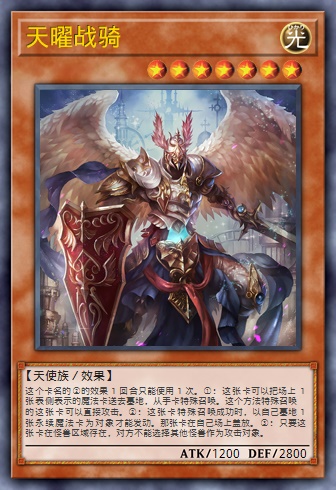 天曜战骑
光
【天使族／效果】
这个卡名的②的效果1回合只能使用1次。①：这张卡可以把场上1
张表侧表示的魔法卡送去墓地，从手卡特殊召唤。这个方法特殊召唤
的这张卡可以直接攻击。②：这张卡特殊召唤成功时，以自己墓地1
张永续魔法卡为对象才能发动。那张卡在自己场上盖放。③：只要这
张卡在怪兽区域存在，对方不能选择其他怪兽作为攻击对象。
ATK/1200 DEF/2800